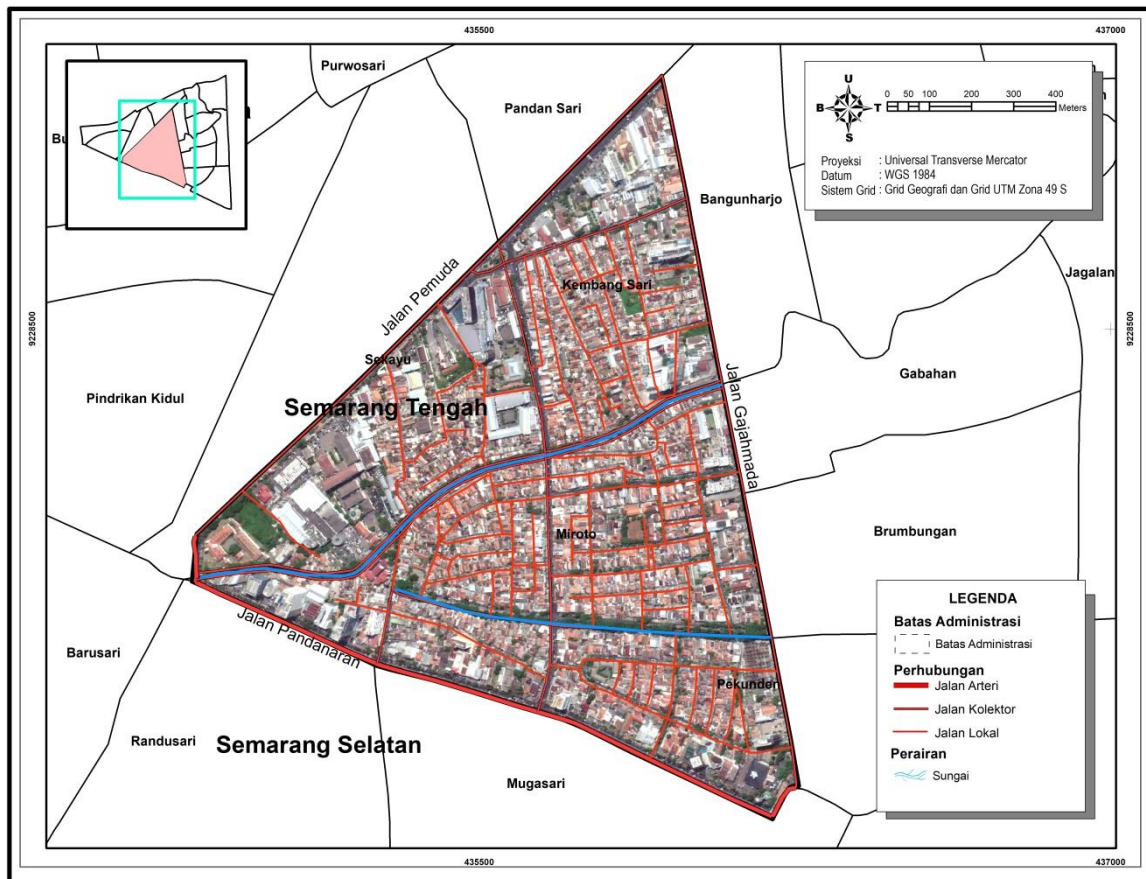 435500
437000
Purwosari
Pandan Sari
U
B
T
S
0 50 100 200 300 400
Meters
Proyeksi : Universal Transverse Mercator
Datum : WGS 1984
Sistem Grid : Grid Geografi dan Grid UTM Zona 49 S
Bangunharjo
Jagalan
Jalan Pemuda
Kembang Sari
9228500
9228500
Sekayu
Gabahan
Pindrikan Kidul
Semarang Tengah
Jalan Gajahmada
Miroto
Brumbungan
Jalan Pandanaran
Barusari
Pekunden
Randusari
Semarang Selatan
Mugasari
LEGENDA
Batas Administrasi
Batas Administrasi
Perhubungan
Jalan Arteri
Jalan Kolektor
Jalan Lokal
Perairan
Sungai
435500
437000